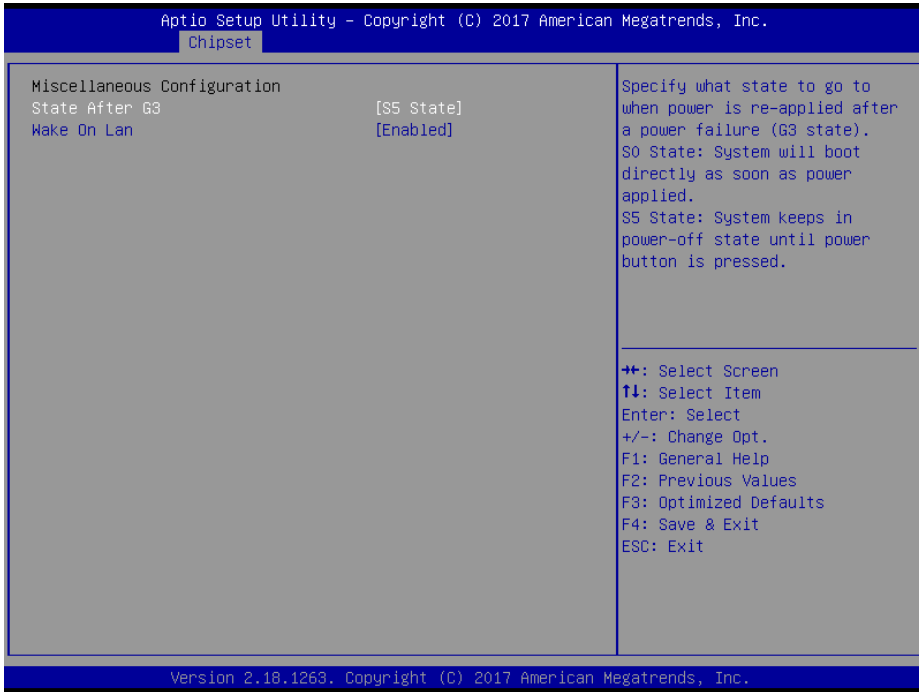 Aptio Setup Utility – Copyright (C) 2017 American Megatrends, Inc.
Chipset
Miscellaneous Configuration
State After G3 [S5 State]
Wake On Lan [Enabled]
Specify what state to go to
when power is re-applied after
a power failure (G3 state).
S0 State: System will boot
directly as soon as power
applied.
S5 State: System keeps in
power-off state until power
button is pressed.
→←: Select Screen
↑↓: Select Item
Enter: Select
+/-: Change Opt.
F1: General Help
F2: Previous Values
F3: Optimized Defaults
F4: Save & Exit
ESC: Exit
Version 2.18.1263. Copyright (C) 2017 American Megatrends, Inc.